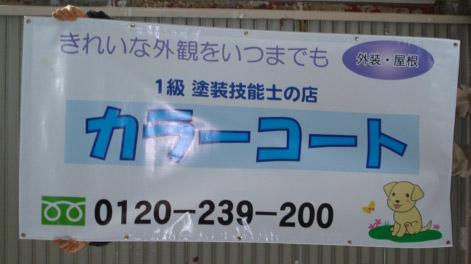 きれいな外観をいつまでも
外装・屋根
1級 塗装技能士の店
カラーコート
0120-239-200